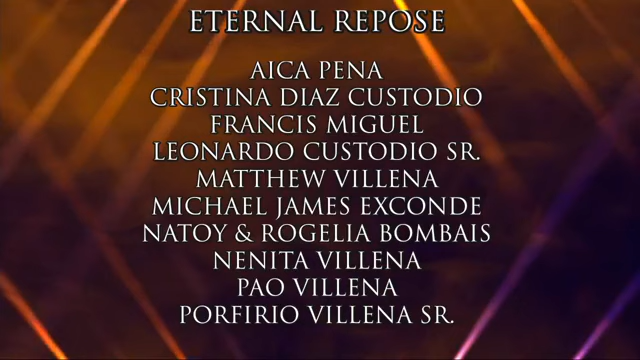 ETERNAL REPOSE
AICA PENA
CRISTINA DIAZ CUSTODIO
FRANCIS MIGUEL
LEONARDO CUSTODIO SR.
MATTHEW VILLENA
MICHAEL JAMES EXCONDE
NATOY & ROGELIA BOMBAIS
NENITA VILLENA
PAO VILLENA
PORFIRIO VILLENA SR.